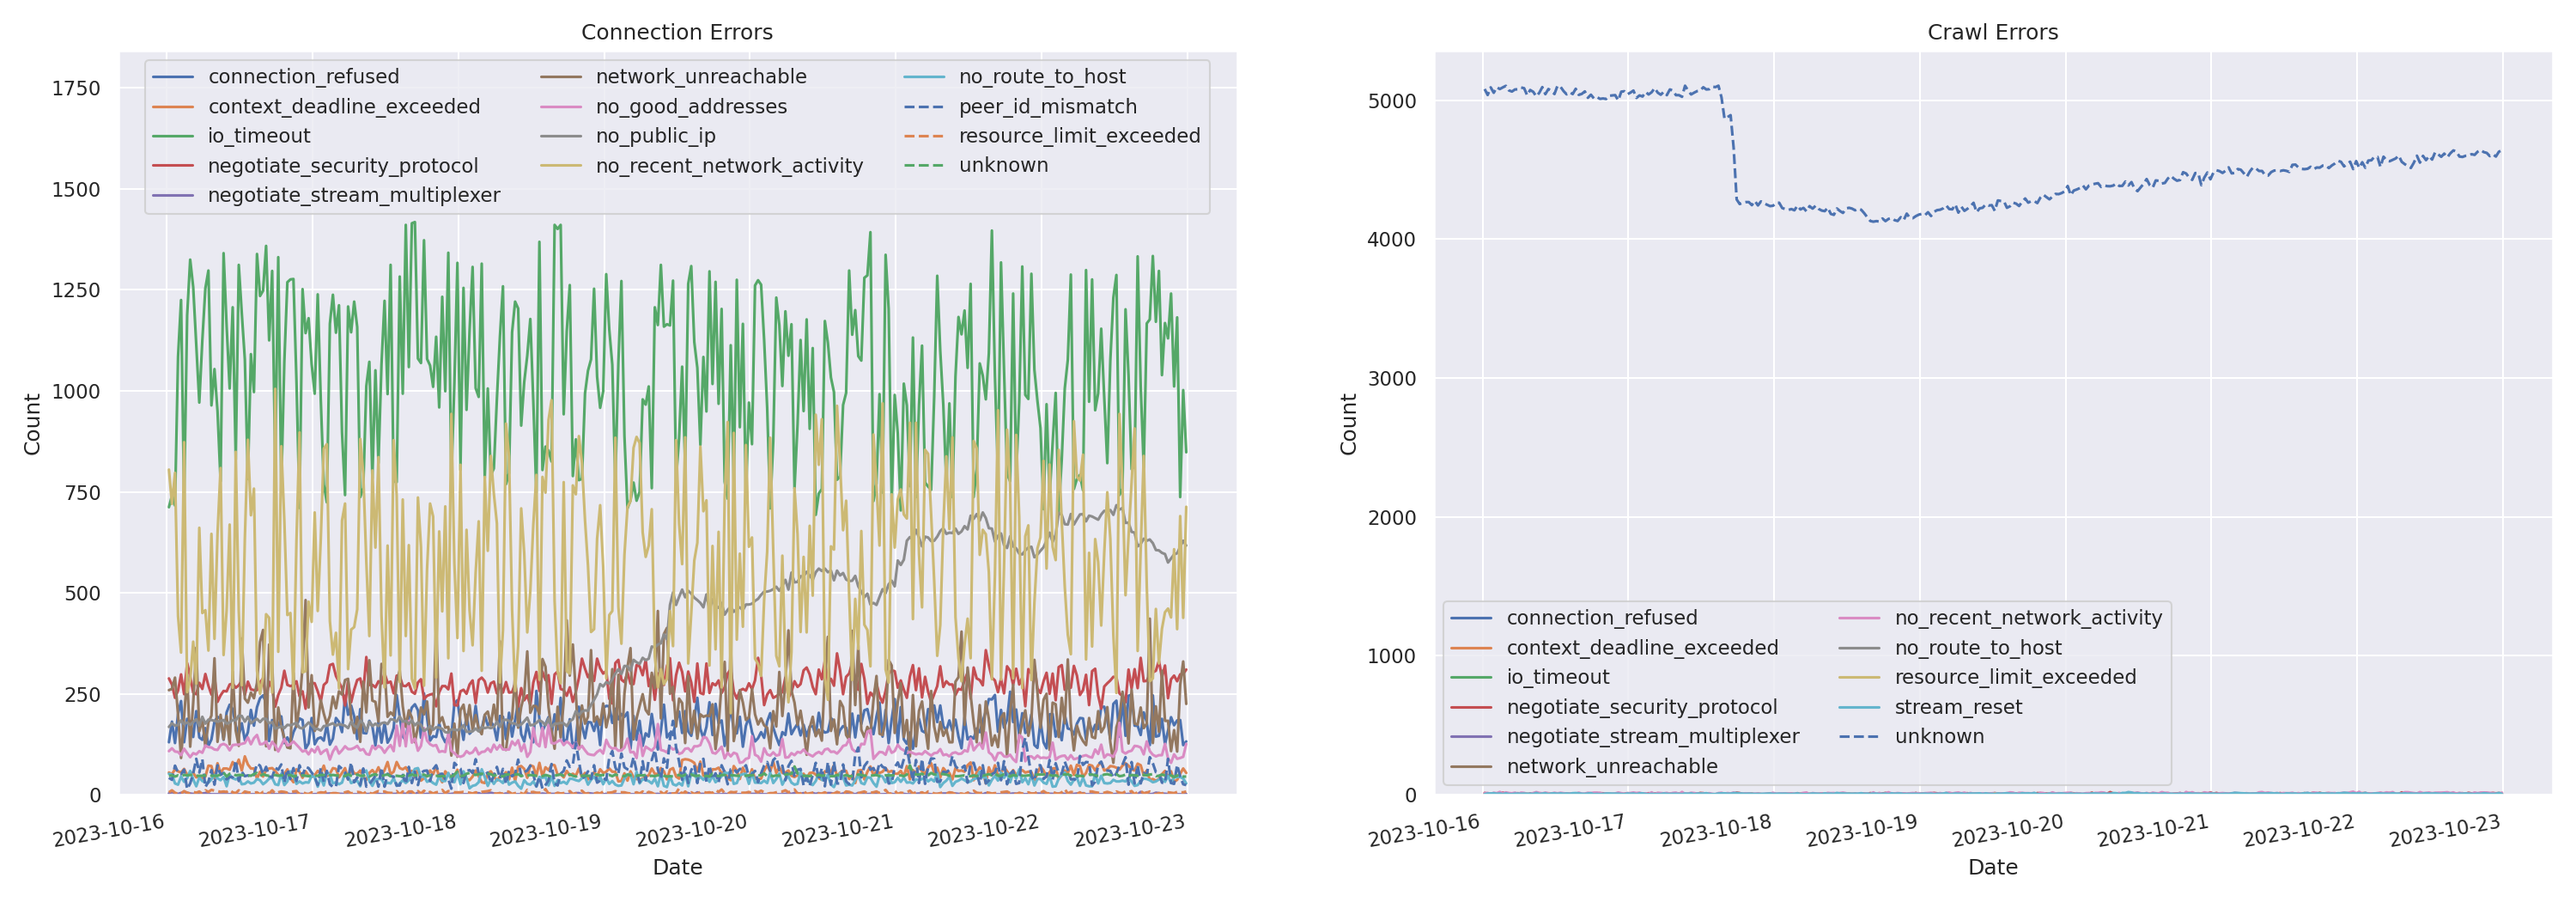 Connection Errors
1750
1500
1250
1000
750
500
250
0
Count
connection_refused
context_deadline_exceeded
io_timeout
negotiate_security_protocol
negotiate_stream_multiplexer
network_unreachable
no_good_addresses
no_public_ip
no_recent_network_activity
no_route_to_host
peer_id_mismatch
resource_limit_exceeded
unknown
2023-10-16
2023-10-17
2023-10-18
2023-10-19
2023-10-20
2023-10-21
2023-10-22
2023-10-23
Date
Crawl Errors
5000
4000
3000
2000
1000
0
Count
connection_refused
context_deadline_exceeded
io_timeout
negotiate_security_protocol
negotiate_stream_multiplexer
network_unreachable
no_recent_network_activity
no_route_to_host
resource_limit_exceeded
stream_reset
unknown
2023-10-16
2023-10-17
2023-10-18
2023-10-19
2023-10-20
2023-10-21
2023-10-22
2023-10-23
Date